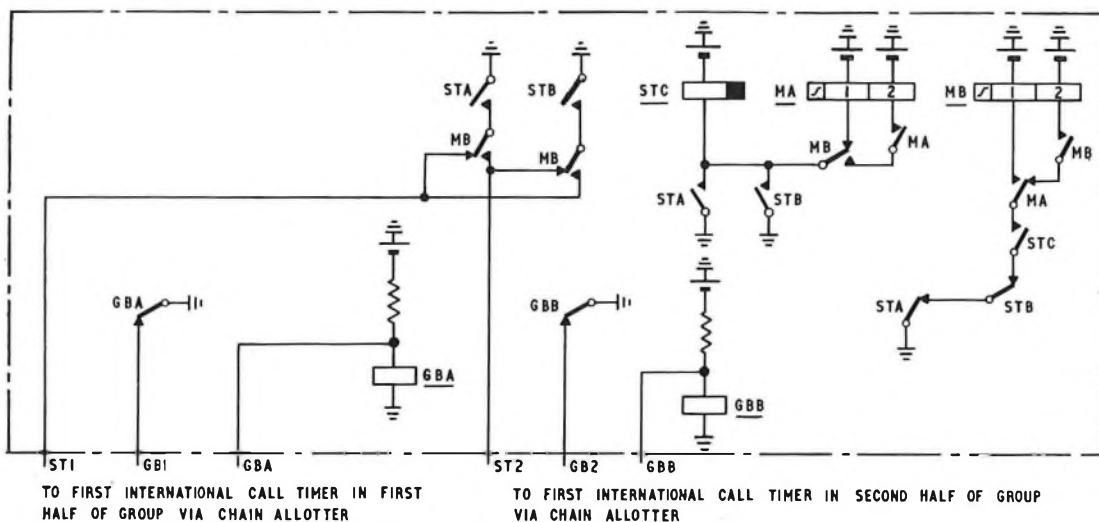 STA
STB
STC
MA
1
2
MB
1
2
MB
MB
MB
MA
MB
STA
STB
MA
STC
GBA
GBB
STA
STB
GBA
GBB
ST1
GB1
GBA
ST2
GB2
GBB
TO FIRST INTERNATIONAL CALL TIMER IN FIRST
HALF OF GROUP VIA CHAIN ALLOTTER
TO FIRST INTERNATIONAL CALL TIMER IN SECOND HALF OF GROUP
VIA CHAIN ALLOTTER